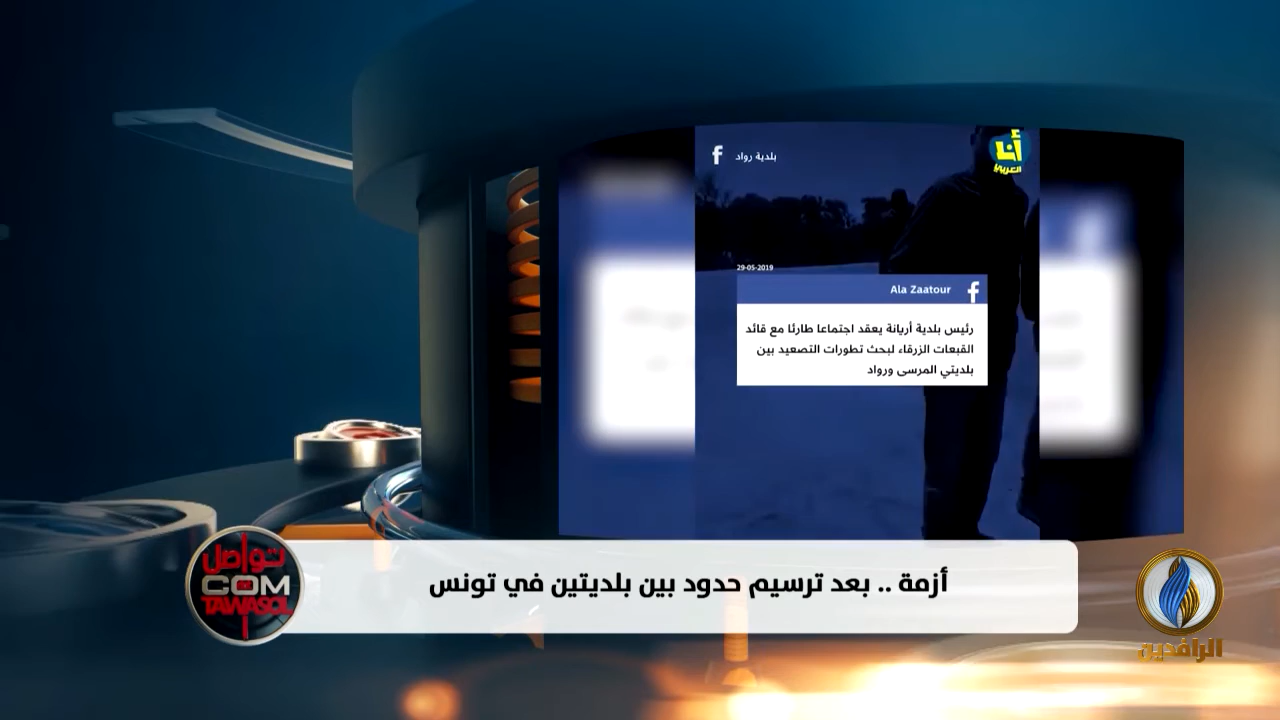 بلدية رواد
أنا
العربي
29-05-2019
Ala Zaatour
رئيس بلدية أريانة يعقد اجتماعا طارئا مع قائد
القبعات الزرقاء لبحث تطورات التصعيد بين
بلديتي المرسى ورواد
أزمة .. بعد ترسيم حدود بين بلديتين في تونس
تواصل
COM
TAWASOL
الرافدين